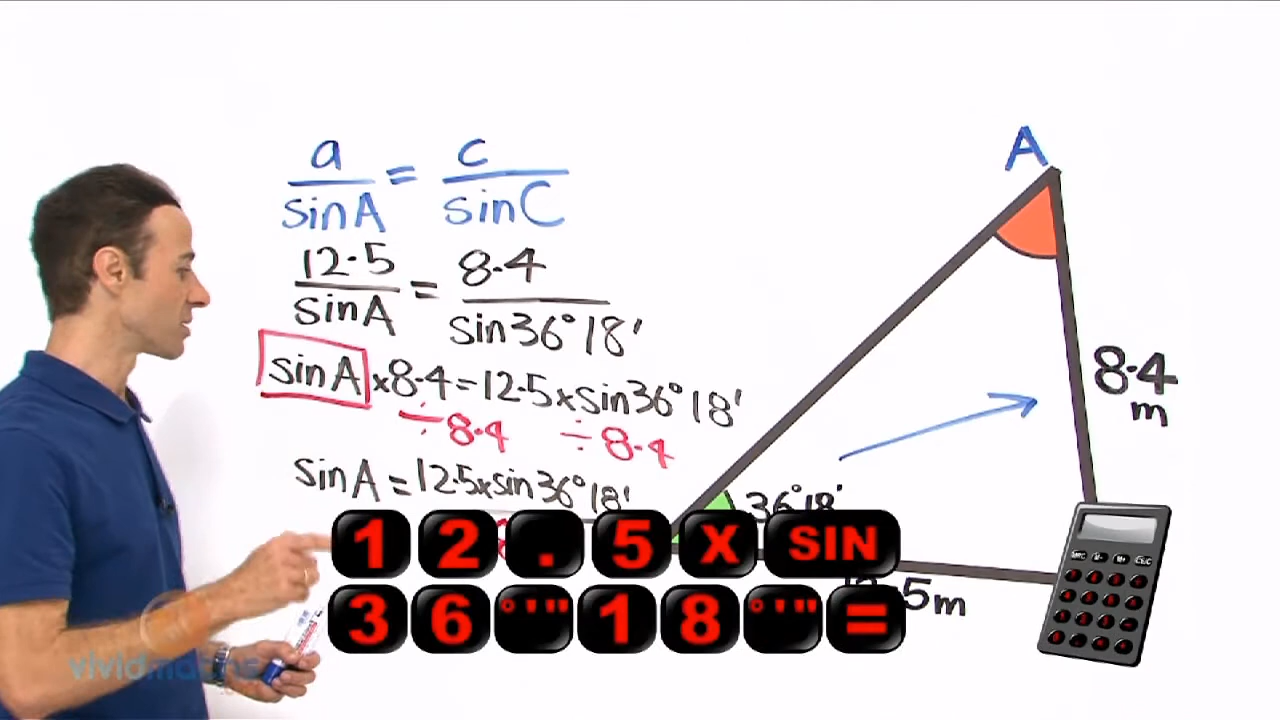 a/sinA = c/sinC
12.5/sinA = 8.4/sin36°18'
sinA × 8.4 = 12.5 × sin36°18'
÷ 8.4 ÷ 8.4
sinA = 12.5 × sin36°18'
A
8.4
m
36°18'
5m
1 2 . 5 X SIN
3 6 °'" 1 8 °'" =
vividmaths